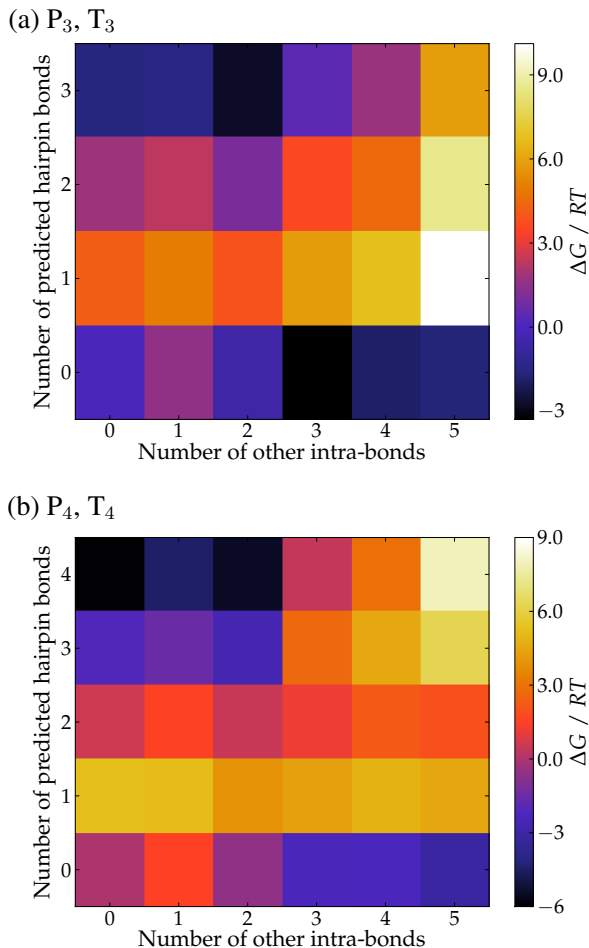 (a) P₃, T₃
Number of predicted hairpin bonds
3
2
1
0
0 1 2 3 4 5
Number of other intra-bonds
9.0
6.0
3.0
0.0
−3
ΔG / RT
(b) P₄, T₄
Number of predicted hairpin bonds
4
3
2
1
0
0 1 2 3 4 5
Number of other intra-bonds
9.0
6.0
3.0
0.0
−3
−6
ΔG / RT